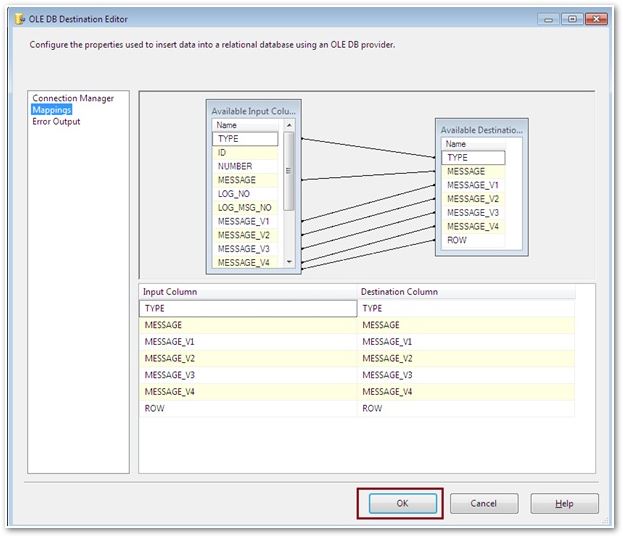 OLE DB Destination Editor
Configure the properties used to insert data into a relational database using an OLE DB provider.
Connection Manager
Mappings
Error Output
Available Input Colu...
Name
TYPE
ID
NUMBER
MESSAGE
LOG_NO
LOG_MSG_NO
MESSAGE_V1
MESSAGE_V2
MESSAGE_V3
MESSAGE_V4
Available Destinatio...
Name
TYPE
MESSAGE
MESSAGE_V1
MESSAGE_V2
MESSAGE_V3
MESSAGE_V4
ROW
Input Column Destination Column
TYPE TYPE
MESSAGE MESSAGE
MESSAGE_V1 MESSAGE_V1
MESSAGE_V2 MESSAGE_V2
MESSAGE_V3 MESSAGE_V3
MESSAGE_V4 MESSAGE_V4
ROW ROW
OK Cancel Help